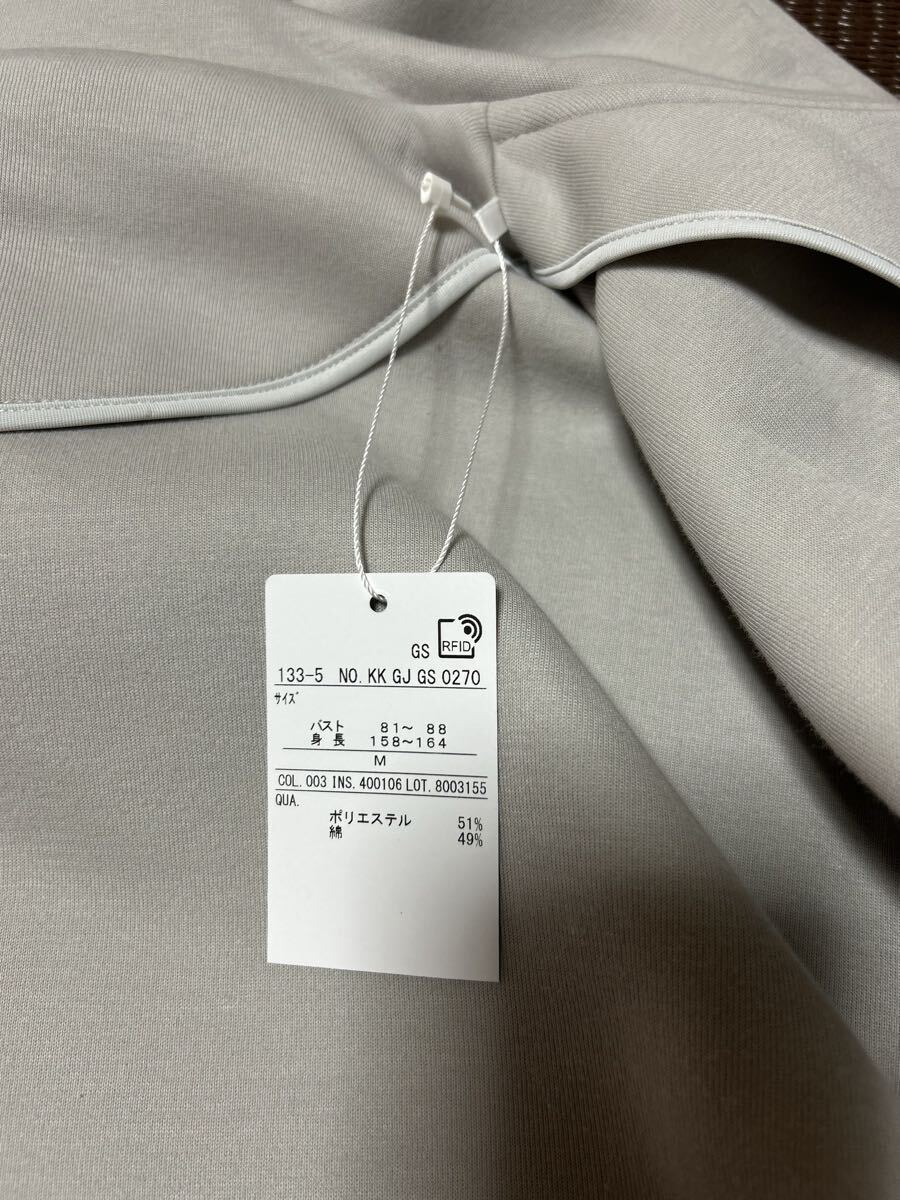 GS RFID
133-5 NO. KK GJ GS 0270
サイズ
バスト 81〜 88
身長 158〜164
M
COL. 003 INS. 400106 LOT. 8003155
QUA.
ポリエステル 51%
綿 49%